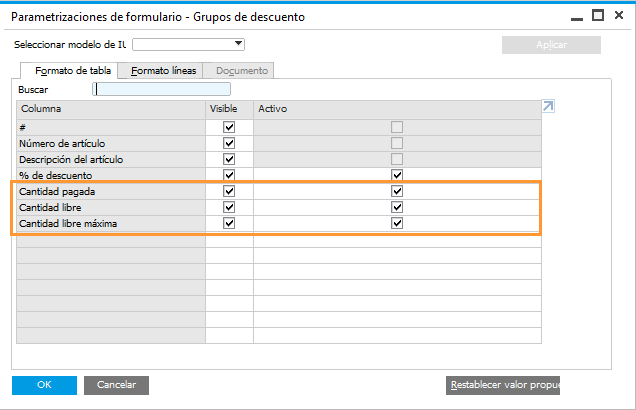 Parametrizaciones de formulario - Grupos de descuento
Seleccionar modelo de IU
Aplicar
Formato de tabla Formato líneas Documento
Buscar
Columna Visible Activo
#
Número de artículo
Descripción del artículo
% de descuento
Cantidad pagada
Cantidad libre
Cantidad libre máxima
OK Cancelar Restablecer valor propue